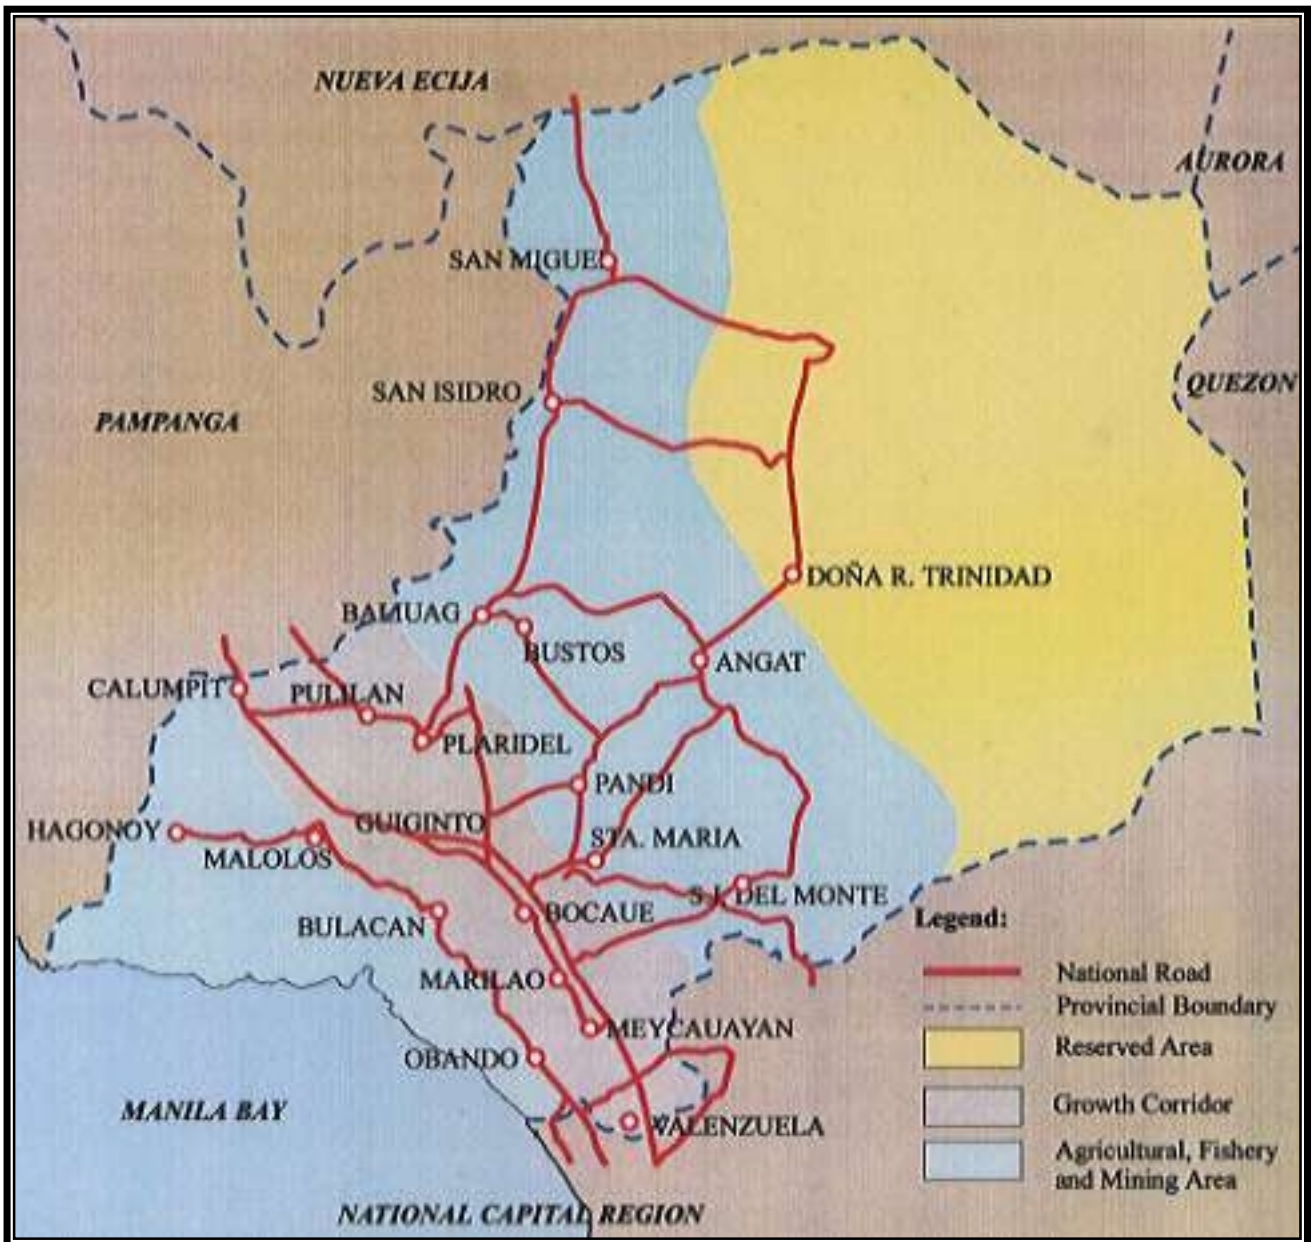 NUEVA ECIJA
AURORA
SAN MIGUEL
QUEZON
SAN ISIDRO
PAMPANGA
DOÑA R. TRINIDAD
BALIUAG
BUSTOS
ANGAT
CALUMPIT
PULILAN
PLARIDEL
PANDI
GUIGINTO
HAGONOY
STA. MARIA
MALOLOS
S.J. DEL MONTE
BOCAUE
BULACAN
MARILAO
MEYCAUAYAN
OBANDO
VALENZUELA
MANILA BAY
NATIONAL CAPITAL REGION
Legend:
National Road
Provincial Boundary
Reserved Area
Growth Corridor
Agricultural, Fishery
and Mining Area